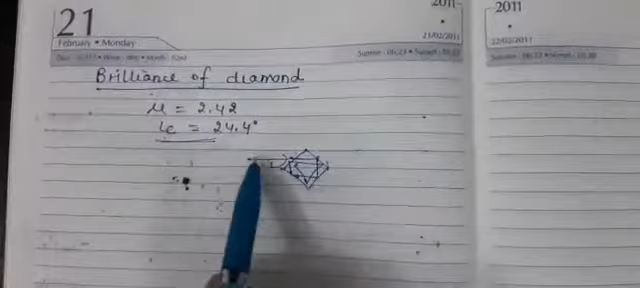 2011
2011
21
21/02/2011
22/02/2011
February • Monday
Brilliance of diamond
μ = 2.42
ic = 24.4°